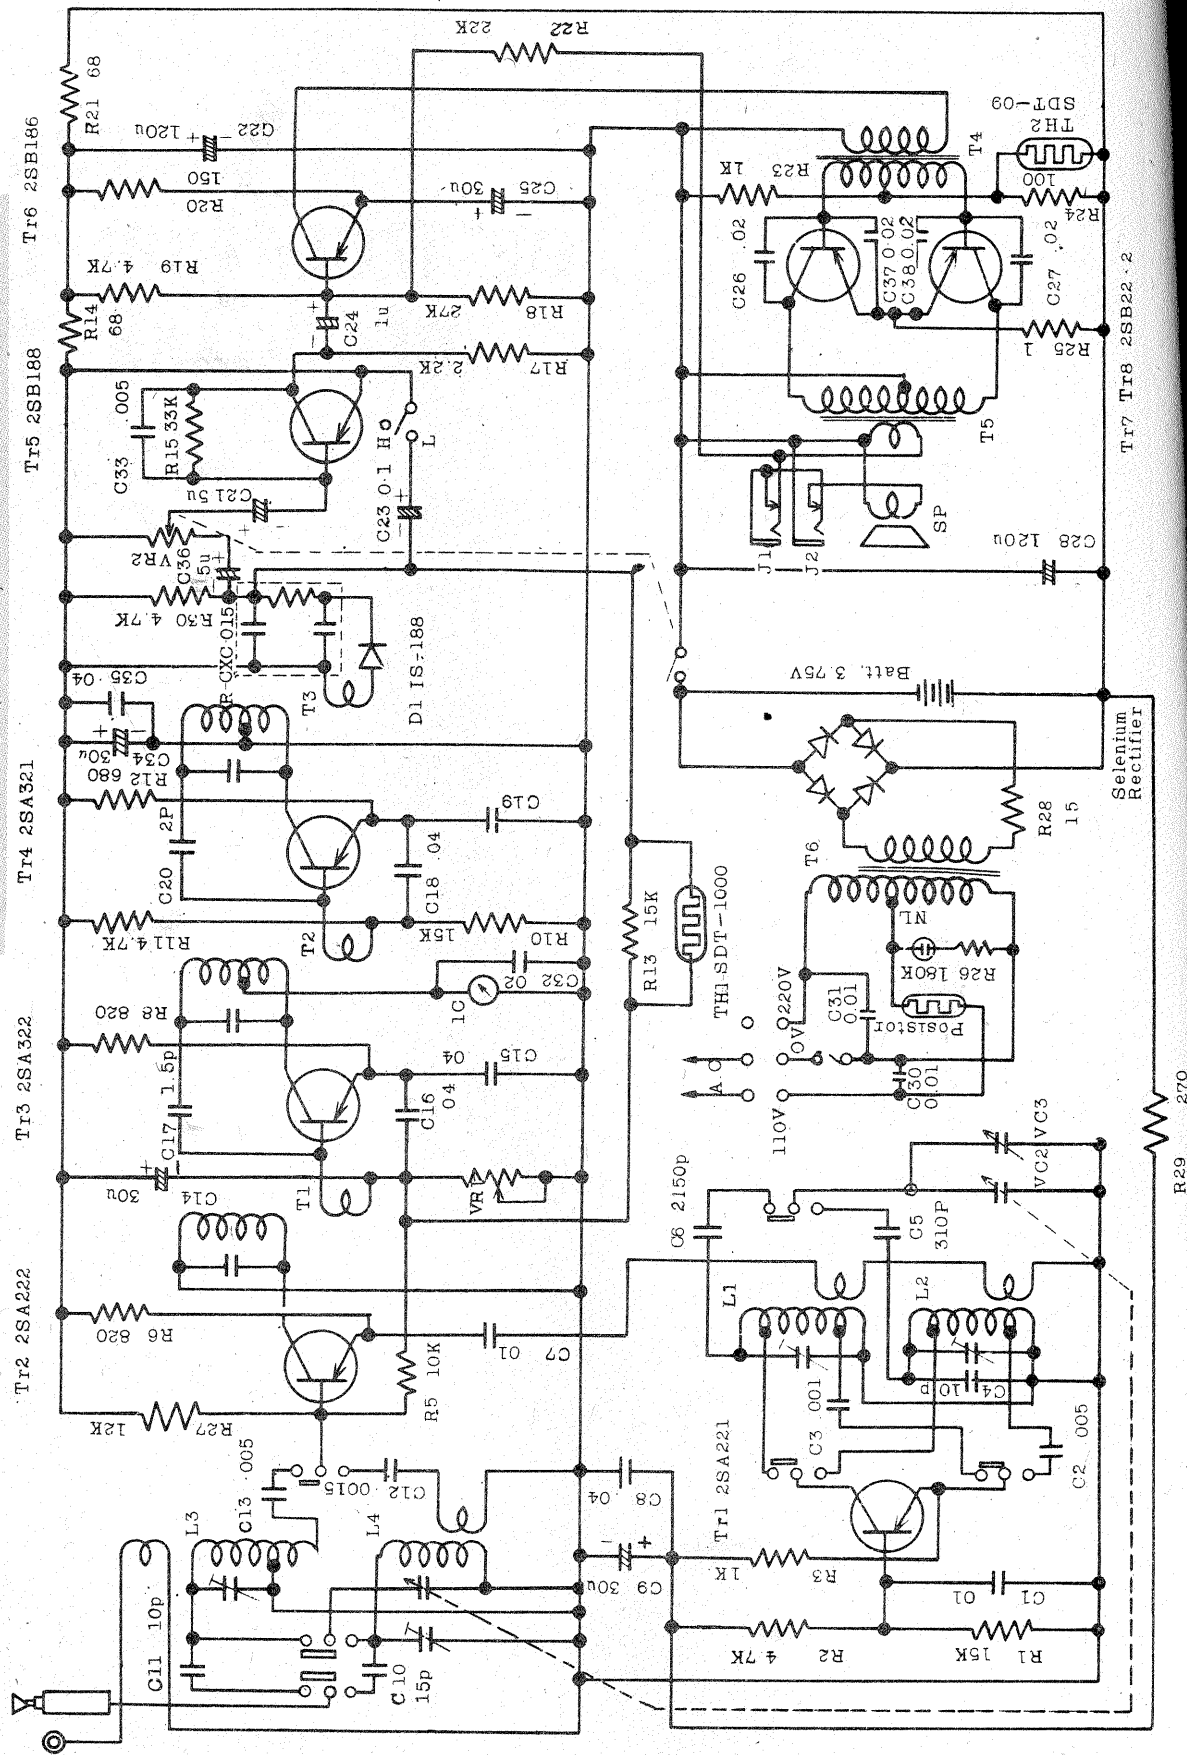 Tr2 2SA222
Tr3 2SA322
Tr4 2SA321
Tr5 2SB188
Tr6 2SB186
R21 68
Q22 120u
+
-
R20 150
C25 30u
+
-
R22 22K
R19 4.7K
R14 68
C24 1u
+
-
R18 27K
R17 2.2K
C33 .005
R15 33K
C21 5u
+
H
L
C23 0.1
+
-
VR2
C36 5u
+
-
R30 4.7K
R-CXC·015
T3
D1 IS-188
C35 .04
C34 30u
+
-
R12 680
C20 2P
C19
C18 .04
R11 4.7K
T2
R10 15K
C32 02
1C
R8 820
C17 1.5p
C15 04
C16 04
C14 30u
+
-
T1
VR1
R6 820
C7 01
R5 10K
R27 12K
C13 .005
C12 .0015
L3
L4
C11 10p
C10 15p
C9 30u
-
+
C8 .04
Tr1 2SA221
R3 1K
R2 4.7K
R1 15K
C1 01
C2 .005
C3 .001
C4 10p
L1
L2
C5 310P
C6 2150p
VC2
VC3
R29 270
R13 15K
TH1 SDT-1000
A.C
110V
0V
220V
C31 0.01
C30 0.01
Posistor
R26 180K
NL
T6
R28 15
Selenium
Rectifier
Batt. 3.75V
C28 120u
J1
J2
SP
T5
Tr7 Tr8 2SB22·2
R25 1
C27 .02
C26 .02
C37 0.02
C38 0.02
R23 1K
R24 100
T4
TH2
SDT-09